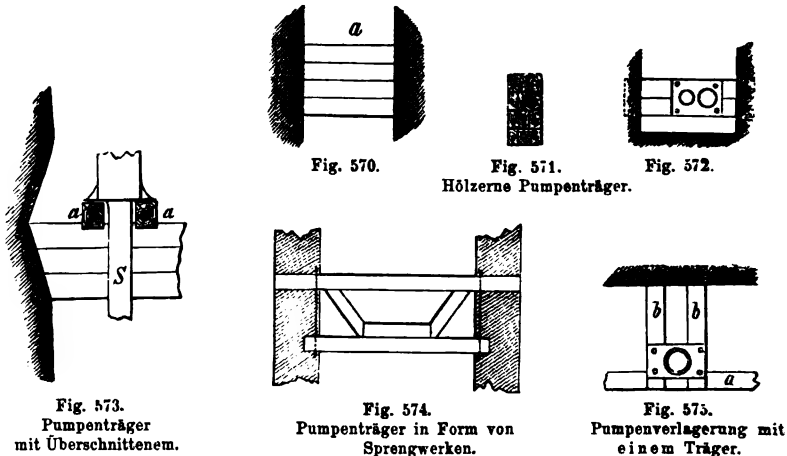 a
Fig. 570.
Fig. 571.
Fig. 572.
Hölzerne Pumpenträger.
a a
S
b b
a
Fig. 573.
Pumpenträger
mit Überschnittenem.
Fig. 574.
Pumpenträger in Form von
Sprengwerken.
Fig. 575.
Pumpenverlagerung mit
einem Träger.